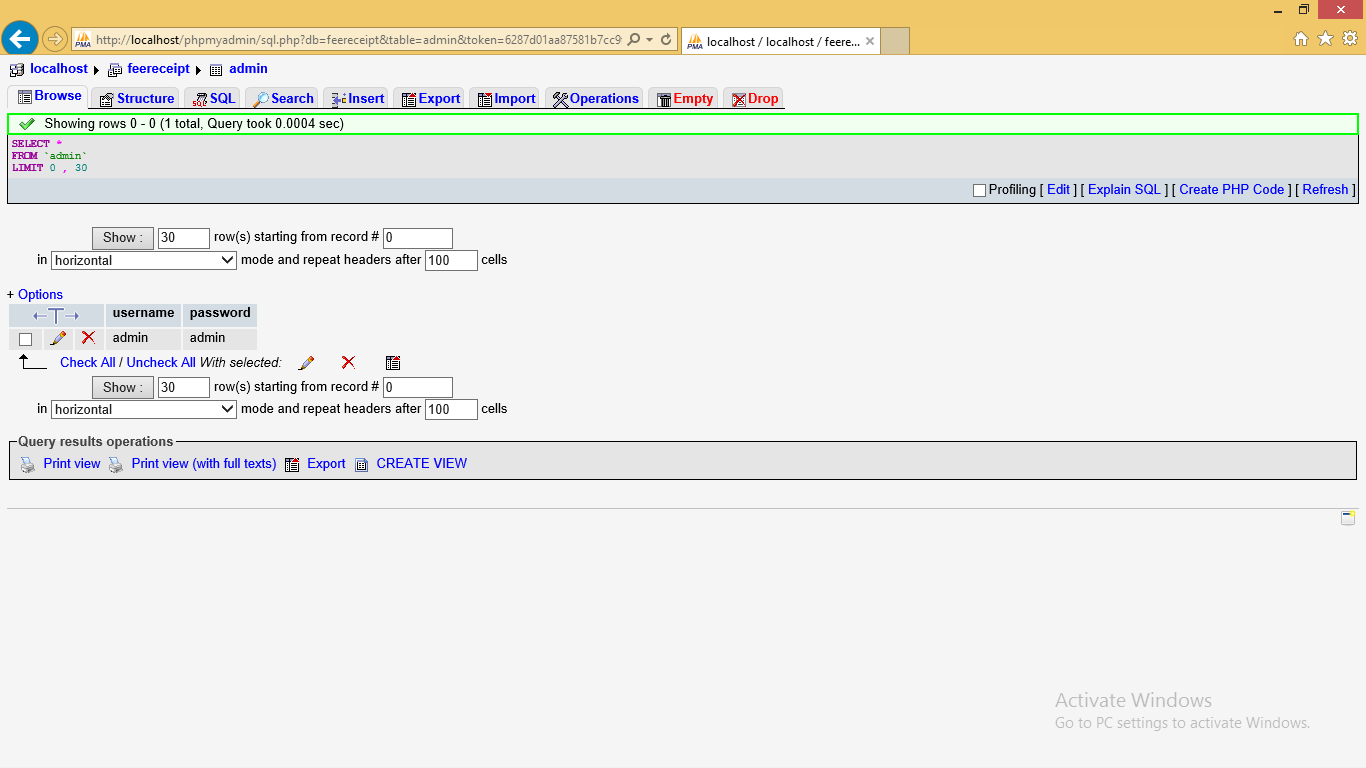 http://localhost/phpmyadmin/sql.php?db=feereceipt&table=admin&token=6287d01aa87581b7cc9
localhost / localhost / feere...
localhost feereceipt admin
Browse Structure SQL Search Insert Export Import Operations Empty Drop
Showing rows 0 - 0 (1 total, Query took 0.0004 sec)
SELECT *
FROM `admin`
LIMIT 0 , 30
Profiling [ Edit ] [ Explain SQL ] [ Create PHP Code ] [ Refresh ]
Show : 30 row(s) starting from record # 0
in horizontal mode and repeat headers after 100 cells
+ Options
←T→ username password
admin admin
Check All / Uncheck All With selected:
Show : 30 row(s) starting from record # 0
in horizontal mode and repeat headers after 100 cells
Query results operations
Print view Print view (with full texts) Export CREATE VIEW
Activate Windows
Go to PC settings to activate Windows.